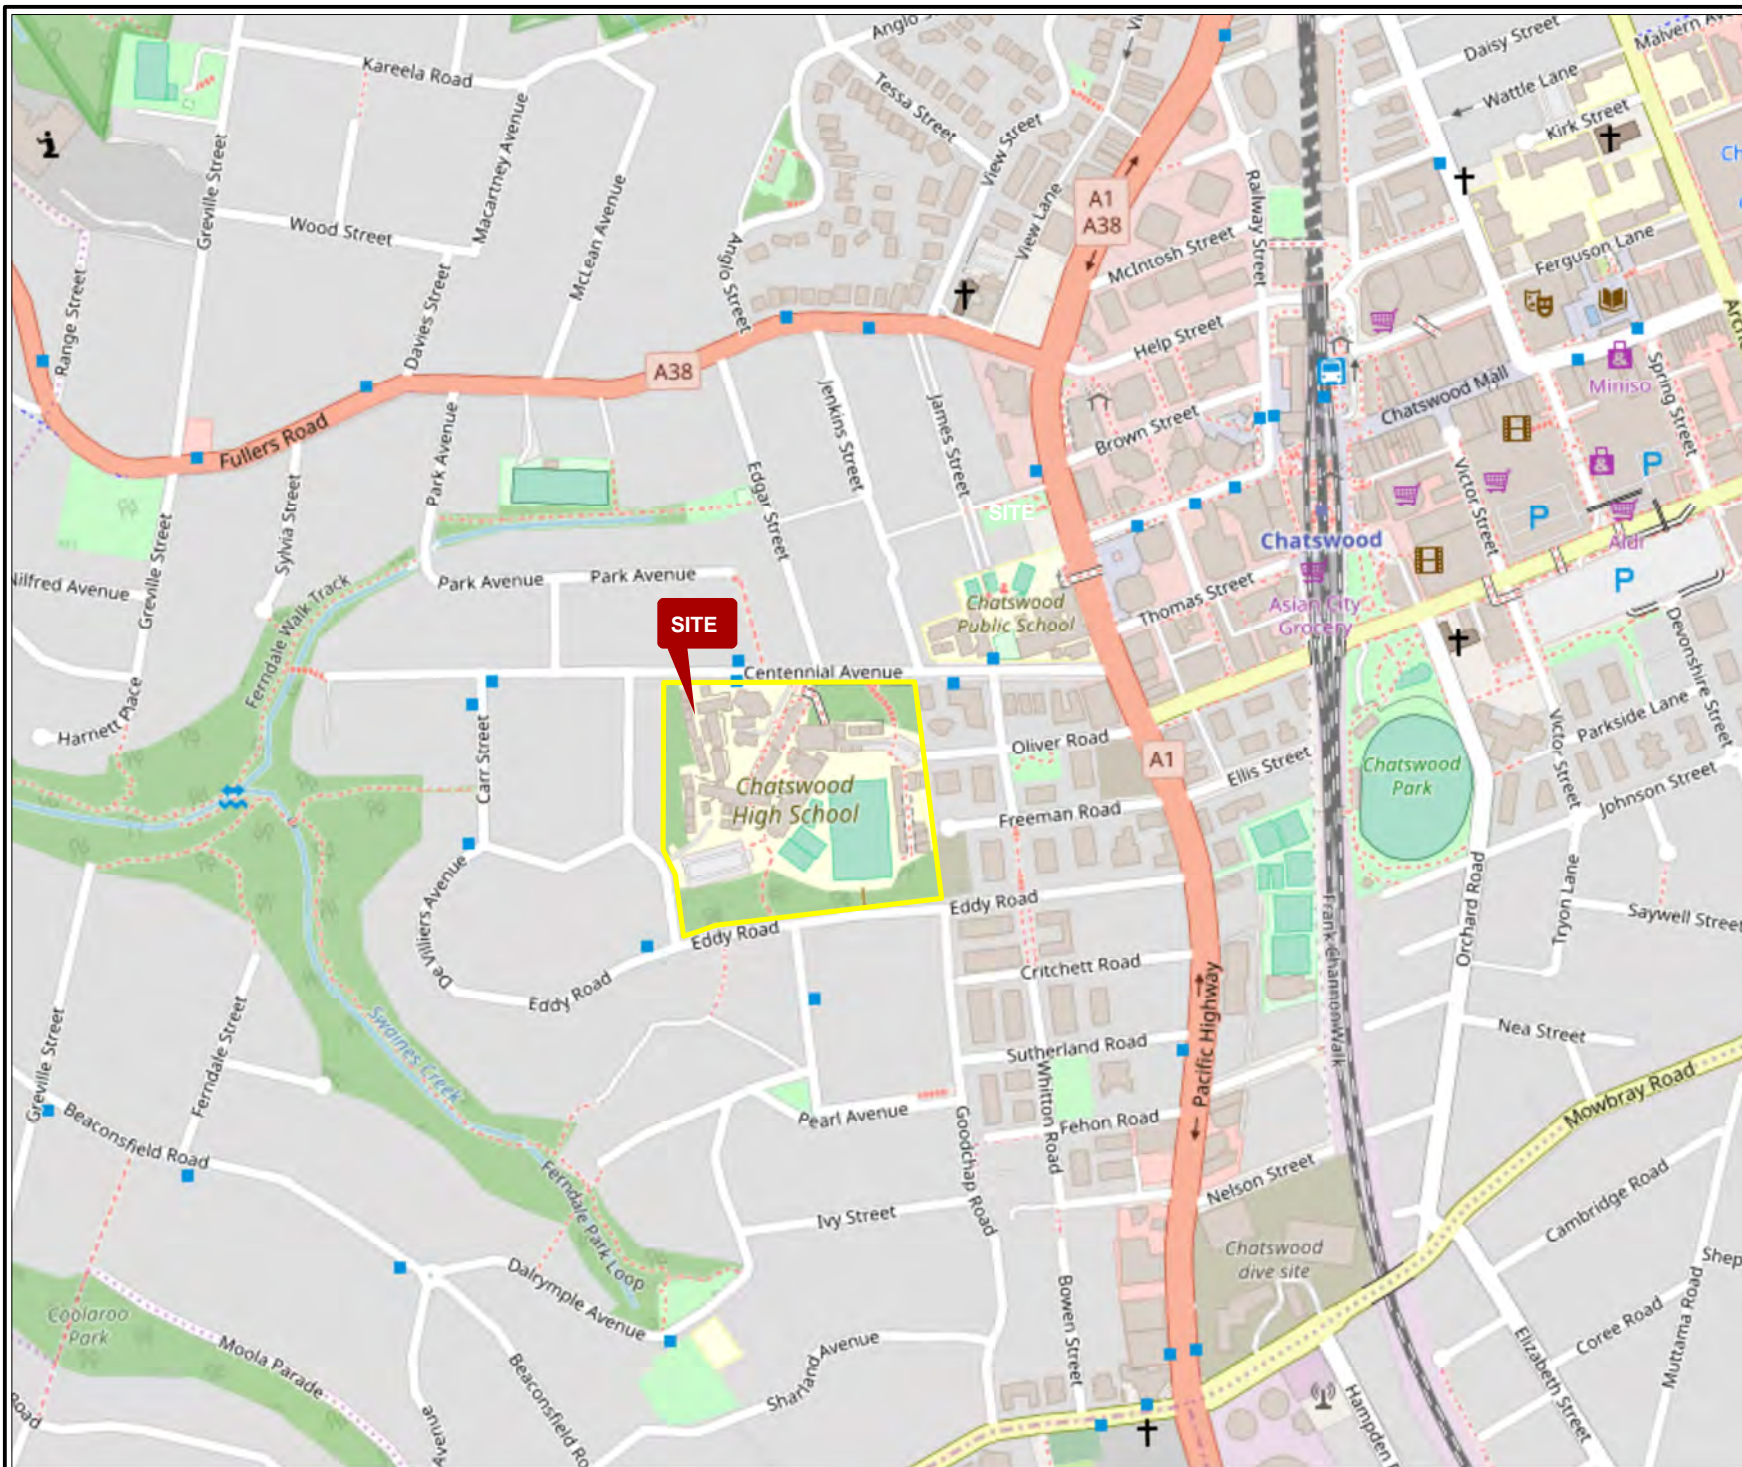 Anglo S
Daisy Street
Malvern Av
Kareela Road
Tessa Street
Wattle Lane
Kirk Street
Macartney Avenue
View Street
Greville Street
McLean Avenue
View Lane
A1
A38
Railway Street
Ch
Wood Street
Anglo Street
McIntosh Street
Ferguson Lane
Range Street
Davies Street
Help Street
Archer
A38
Jenkins Street
James Street
Chatswood Mall
Miniso
Spring Street
Fullers Road
Park Avenue
Brown Street
Edgar Street
Victor Street
P
P
Sylvia Street
SITE
Greville Street
Chatswood
Aldi
P
Wilfred Avenue
Ferndale Walk Track
Park Avenue
Park Avenue
Chatswood
Public School
Thomas Street
Asian City
Grocery
SITE
Devonshire Street
Centennial Avenue
Harnett Place
Carr Street
Oliver Road
A1
Ellis Street
Victor Street
Parkside Lane
Chatswood
Park
Chatswood
High School
Freeman Road
Johnson Street
De Villiers Avenue
Eddy Road
Frank Channon Walk
Orchard Road
Tryon Lane
Saywell Street
Eddy Road
Eddy Road
Critchett Road
Pacific Highway
Greville Street
Ferndale Street
Swaines Creek
Sutherland Road
Nea Street
Whitton Road
Mowbray Road
Beaconsfield Road
Pearl Avenue
Fehon Road
Goodchap Road
Ferndale Park Loop
Nelson Street
Cambridge Road
Ivy Street
Chatswood
dive site
Shep
Dalrymple Avenue
Coolaroo
Park
Bowen Street
Coree Road
Muttama Road
Moola Parade
Elizabeth Street
Beaconsfield Ro
Sharland Avenue
Hampden
Road
Avenue